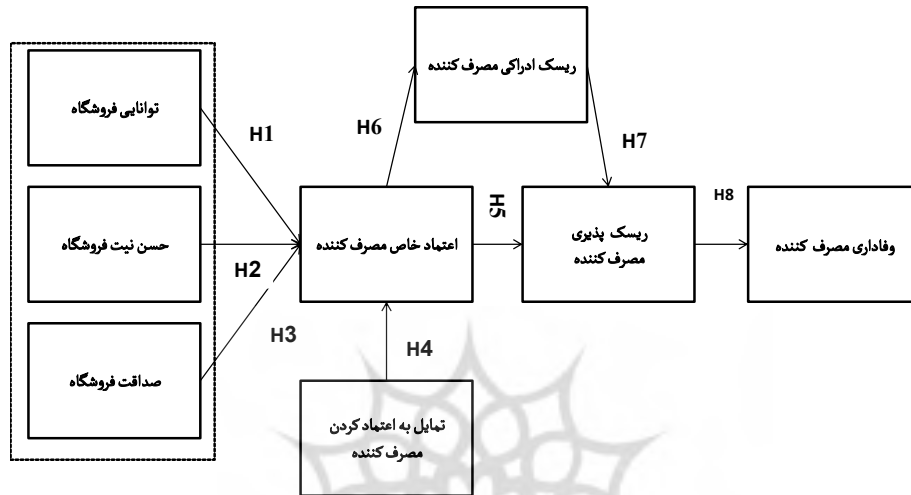 ریسک ادراکی مصرف کننده
توانایی فروشگاه
H1
H6
H7
حسن نیت فروشگاه
H2
اعتماد خاص مصرف کننده
H5
ریسک پذیری
مصرف کننده
H8
وفاداری مصرف کننده
صداقت فروشگاه
H3
H4
تمایل به اعتماد کردن
مصرف کننده